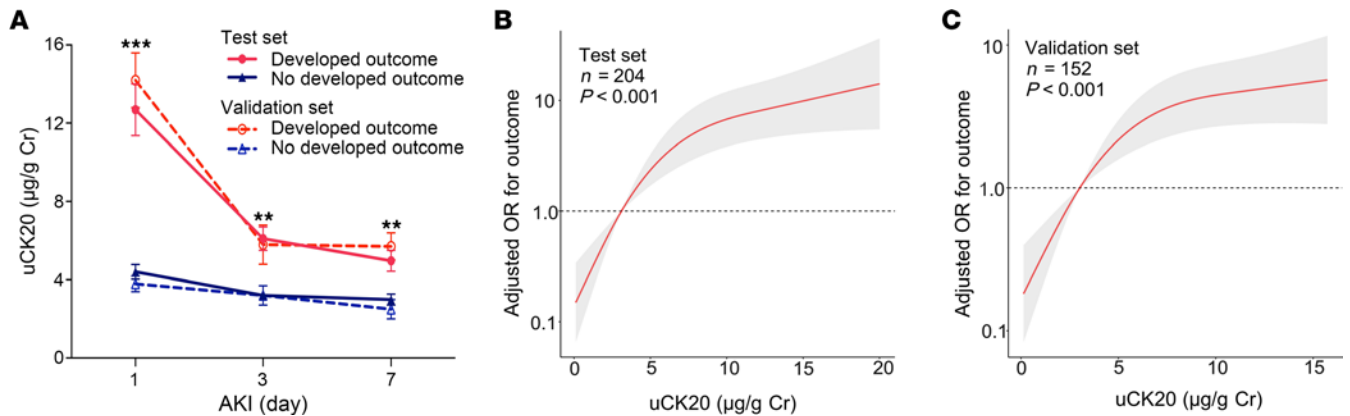 A
16
12
8
4
0
uCK20 (µg/g Cr)
***
**
**
Test set
Developed outcome
No developed outcome
Validation set
Developed outcome
No developed outcome
1
3
7
AKI (day)
B
Test set
n = 204
P < 0.001
10
1.0
0.1
Adjusted OR for outcome
0
5
10
15
20
uCK20 (µg/g Cr)
C
Validation set
n = 152
P < 0.001
10
1.0
0.1
Adjusted OR for outcome
0
5
10
15
uCK20 (µg/g Cr)